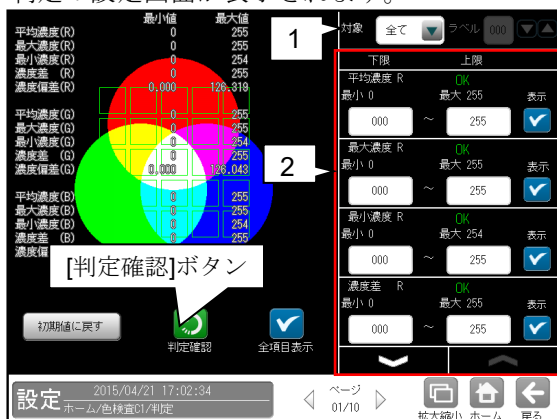 判定の設定画面が表示されます。
最小値 最大値
平均濃度(R) 0 255
最大濃度(R) 0 255
最小濃度(R) 0 254
濃度差 (R) 0 255
濃度偏差(R) 0.000 126.319
平均濃度(G) 0 255
最大濃度(G) 0 255
最小濃度(G) 0 254
濃度差 (G) 0 255
濃度偏差(G) 0.000 126.043
平均濃度(B) 0 255
最大濃度(B) 0 255
最小濃度(B) 0 254
濃度差 (B) 0 255
濃度偏
[判定確認]ボタン
初期値に戻す
判定確認
全項目表示
1
対象 全て ラベル 000
2
下限 上限
平均濃度 R OK
最小 0 最大 255 表示
000 ~ 255
最大濃度 R OK
最小 0 最大 255 表示
000 ~ 255
最小濃度 R OK
最小 0 最大 254 表示
000 ~ 255
濃度差 R OK
最小 0 最大 255 表示
000 ~ 255
設定 2015/04/21 17:02:34
ホーム/色検査01/判定
ページ
01/10
拡大縮小 ホーム 戻る